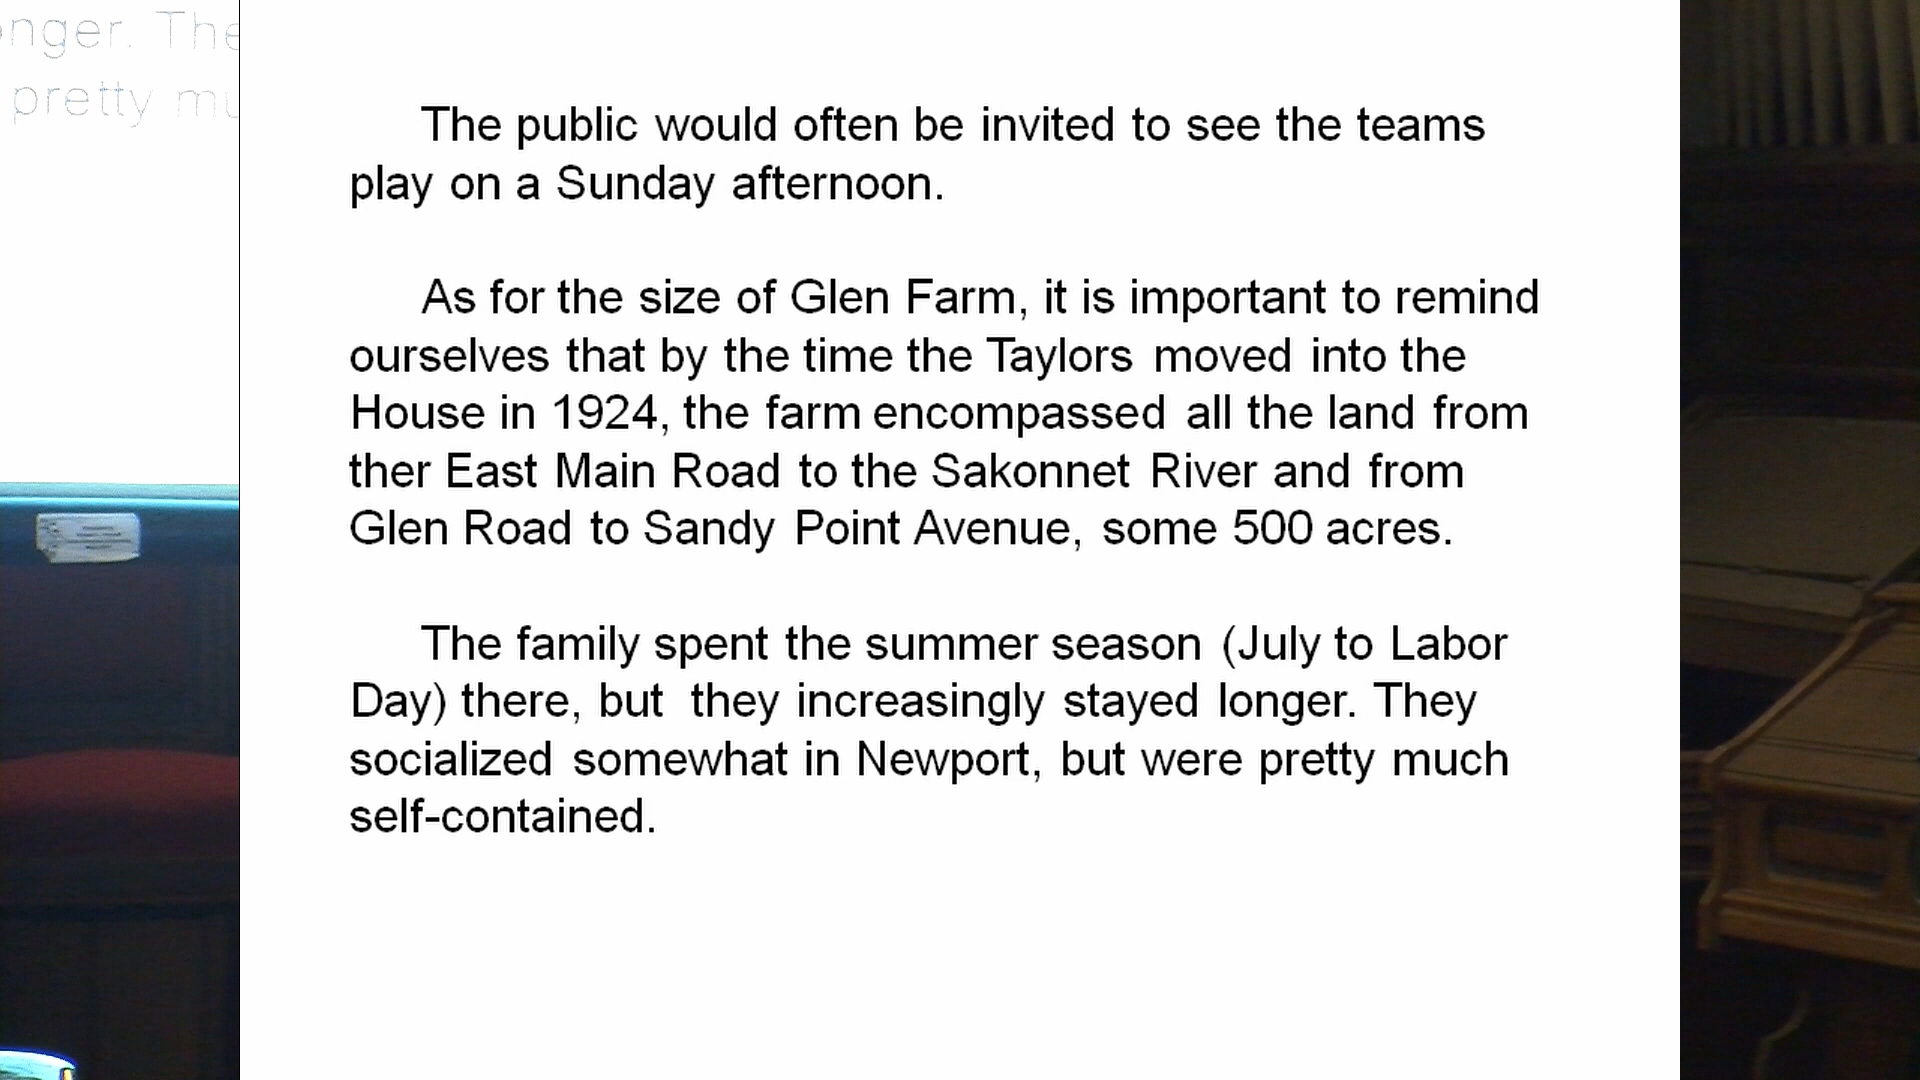 onger. The
pretty mu
The public would often be invited to see the teams
play on a Sunday afternoon.
As for the size of Glen Farm, it is important to remind
ourselves that by the time the Taylors moved into the
House in 1924, the farm encompassed all the land from
ther East Main Road to the Sakonnet River and from
Glen Road to Sandy Point Avenue, some 500 acres.
The family spent the summer season (July to Labor
Day) there, but they increasingly stayed longer. They
socialized somewhat in Newport, but were pretty much
self-contained.